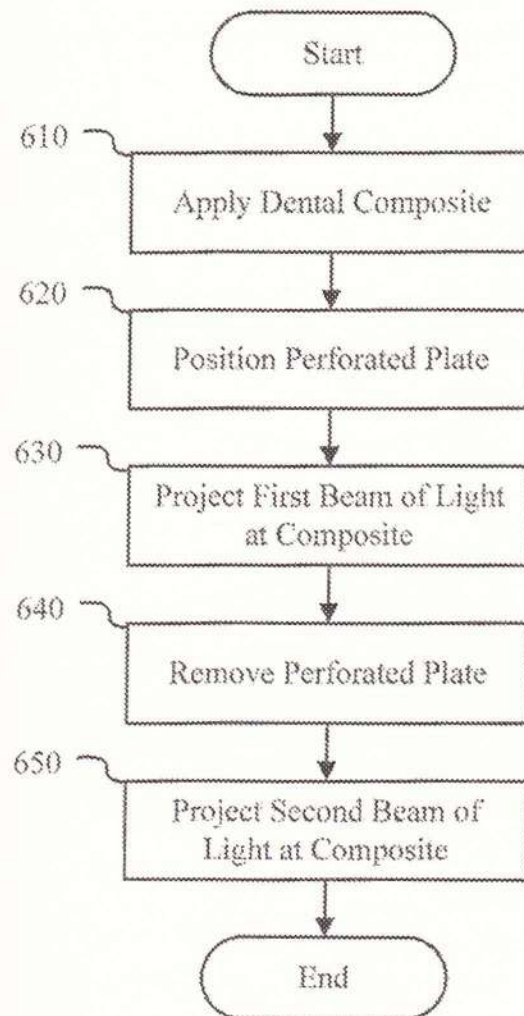 Start
610
Apply Dental Composite
620
Position Perforated Plate
630
Project First Beam of Light
at Composite
640
Remove Perforated Plate
650
Project Second Beam of
Light at Composite
End